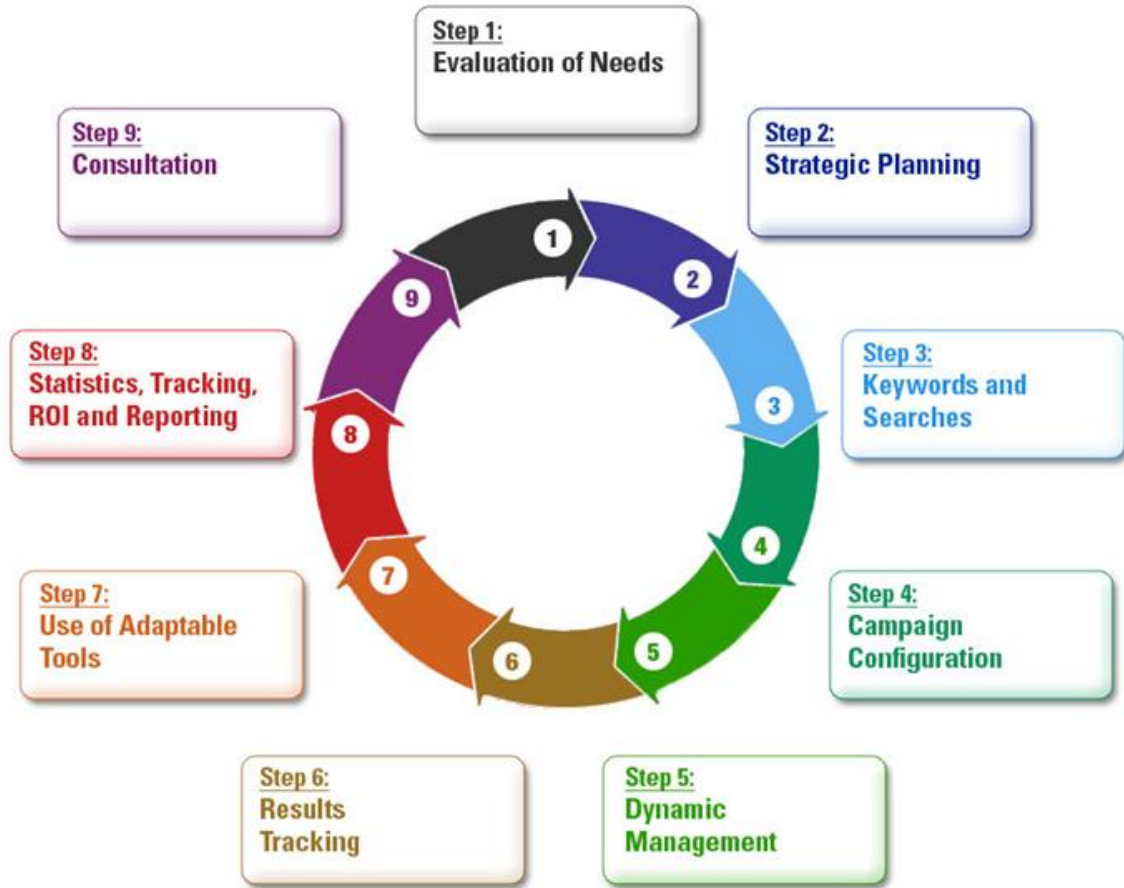 Step 1:
Evaluation of Needs
Step 2:
Strategic Planning
Step 3:
Keywords and
Searches
Step 4:
Campaign
Configuration
Step 5:
Dynamic
Management
Step 6:
Results
Tracking
Step 7:
Use of Adaptable
Tools
Step 8:
Statistics, Tracking,
ROI and Reporting
Step 9:
Consultation
1
2
3
4
5
6
7
8
9